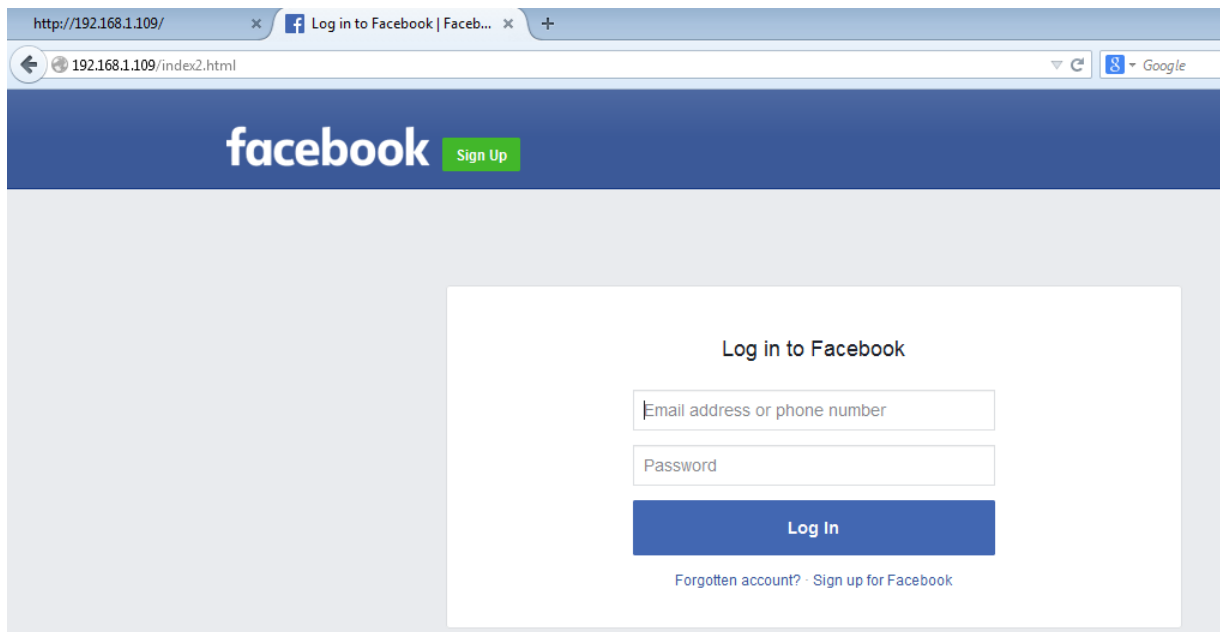 http://192.168.1.109/ × f Log in to Facebook | Faceb... × +
192.168.1.109/index2.html 8 Google
facebook Sign Up
Log in to Facebook
Email address or phone number
Password
Log In
Forgotten account? · Sign up for Facebook